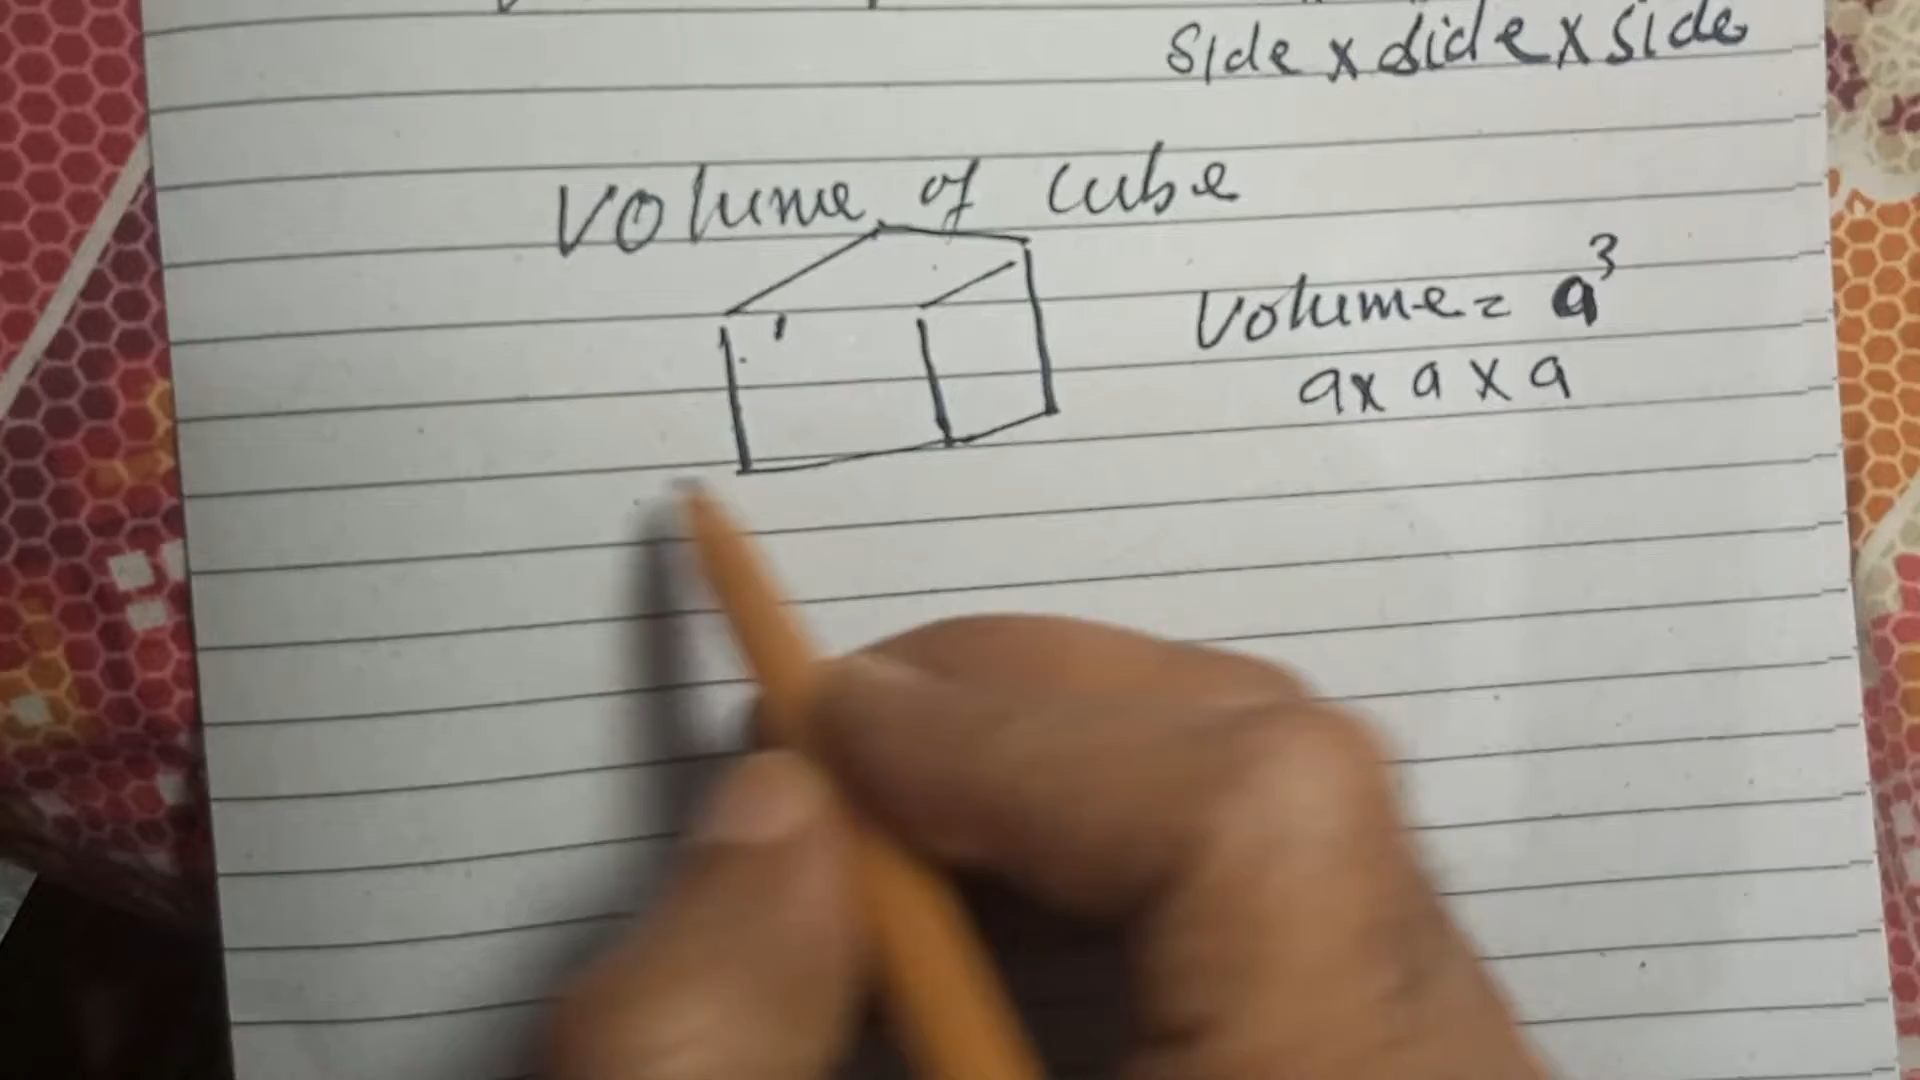 Side x side x side
Volume of cube
Volume = a³
a x a x a